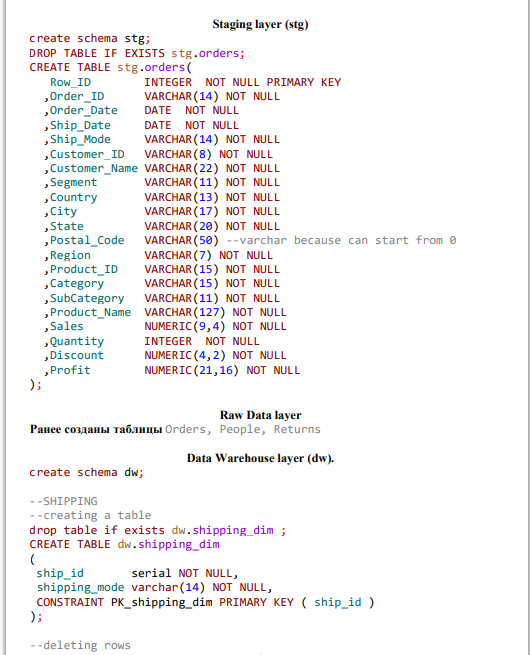 Staging layer (stg)
create schema stg;
DROP TABLE IF EXISTS stg.orders;
CREATE TABLE stg.orders(
Row_ID INTEGER NOT NULL PRIMARY KEY
,Order_ID VARCHAR(14) NOT NULL
,Order_Date DATE NOT NULL
,Ship_Date DATE NOT NULL
,Ship_Mode VARCHAR(14) NOT NULL
,Customer_ID VARCHAR(8) NOT NULL
,Customer_Name VARCHAR(22) NOT NULL
,Segment VARCHAR(11) NOT NULL
,Country VARCHAR(13) NOT NULL
,City VARCHAR(17) NOT NULL
,State VARCHAR(20) NOT NULL
,Postal_Code VARCHAR(50) --varchar because can start from 0
,Region VARCHAR(7) NOT NULL
,Product_ID VARCHAR(15) NOT NULL
,Category VARCHAR(15) NOT NULL
,SubCategory VARCHAR(11) NOT NULL
,Product_Name VARCHAR(127) NOT NULL
,Sales NUMERIC(9,4) NOT NULL
,Quantity INTEGER NOT NULL
,Discount NUMERIC(4,2) NOT NULL
,Profit NUMERIC(21,16) NOT NULL
);
Raw Data layer
Ранее созданы таблицы Orders, People, Returns
Data Warehouse layer (dw).
create schema dw;
--SHIPPING
--creating a table
drop table if exists dw.shipping_dim ;
CREATE TABLE dw.shipping_dim
(
ship_id serial NOT NULL,
shipping_mode varchar(14) NOT NULL,
CONSTRAINT PK_shipping_dim PRIMARY KEY ( ship_id )
);
--deleting rows